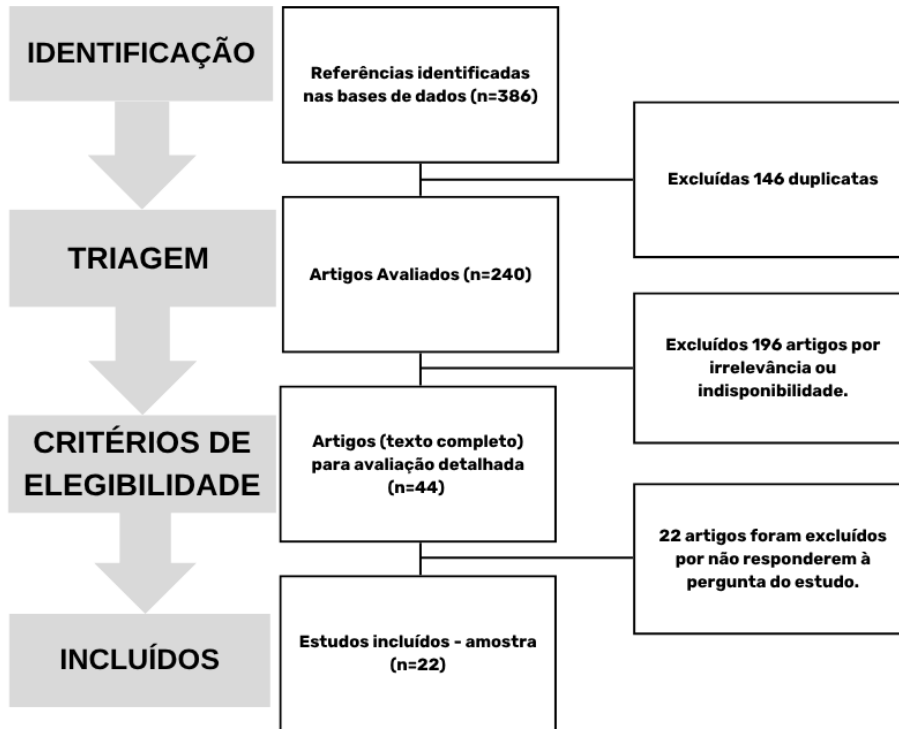 IDENTIFICAÇÃO
Referências identificadas
nas bases de dados (n=386)
Excluídas 146 duplicatas
TRIAGEM
Artigos Avaliados (n=240)
Excluídos 196 artigos por
irrelevância ou
indisponibilidade.
CRITÉRIOS DE
ELEGIBILIDADE
Artigos (texto completo)
para avaliação detalhada
(n=44)
22 artigos foram excluídos
por não responderem à
pergunta do estudo.
INCLUÍDOS
Estudos incluídos - amostra
(n=22)